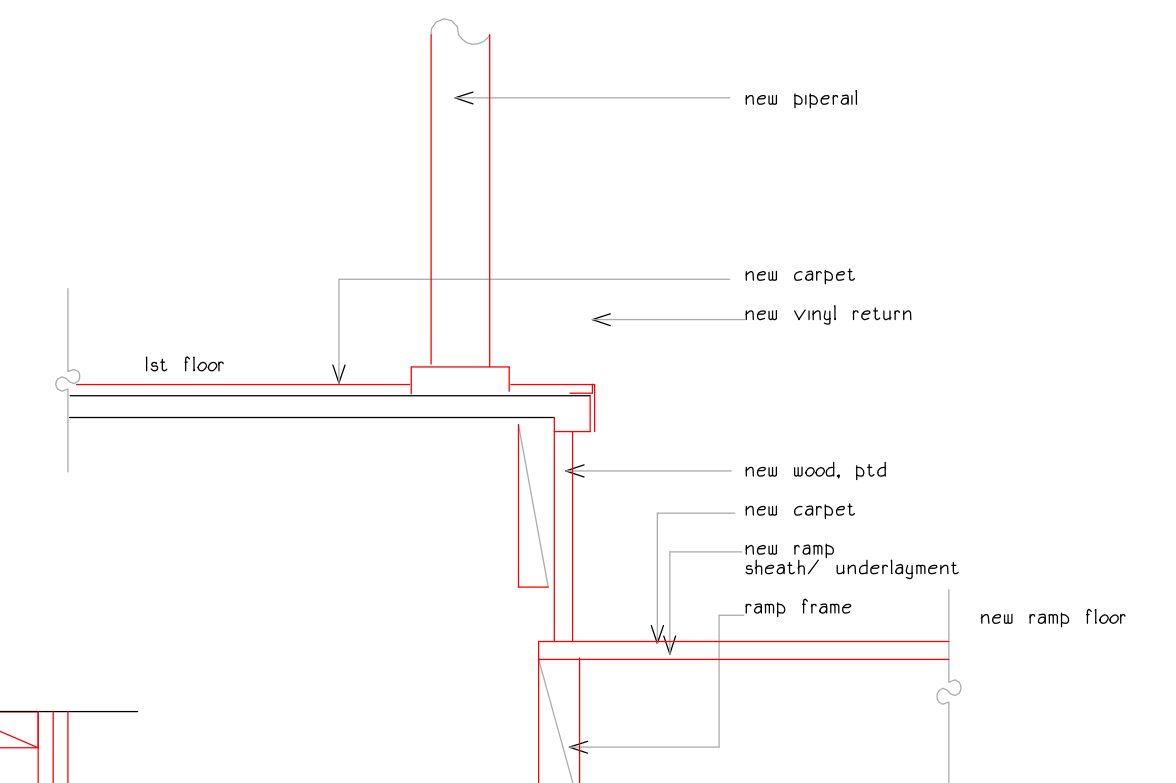 new piperail
new carpet
new vinyl return
1st floor
new wood, ptd
new carpet
new ramp
sheath/ underlayment
ramp frame
new ramp floor